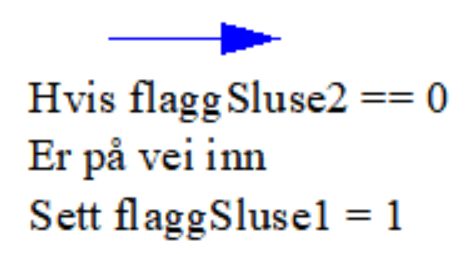 Hvis flaggSluse2 == 0
Er på vei inn
Sett flaggSluse1 = 1